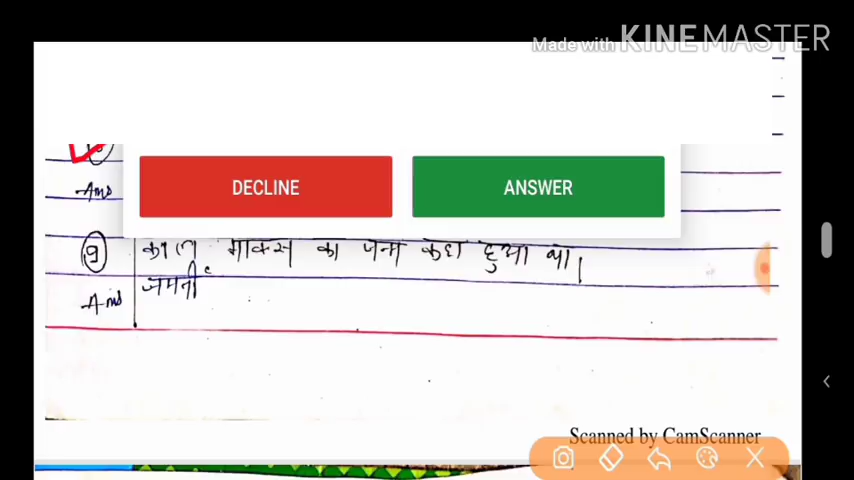 Made with KINEMASTER
DECLINE
ANSWER
Ans
9 काल माक्स का जन्म कहा हुआ था।
Ans जर्मनी
Scanned by CamScanner